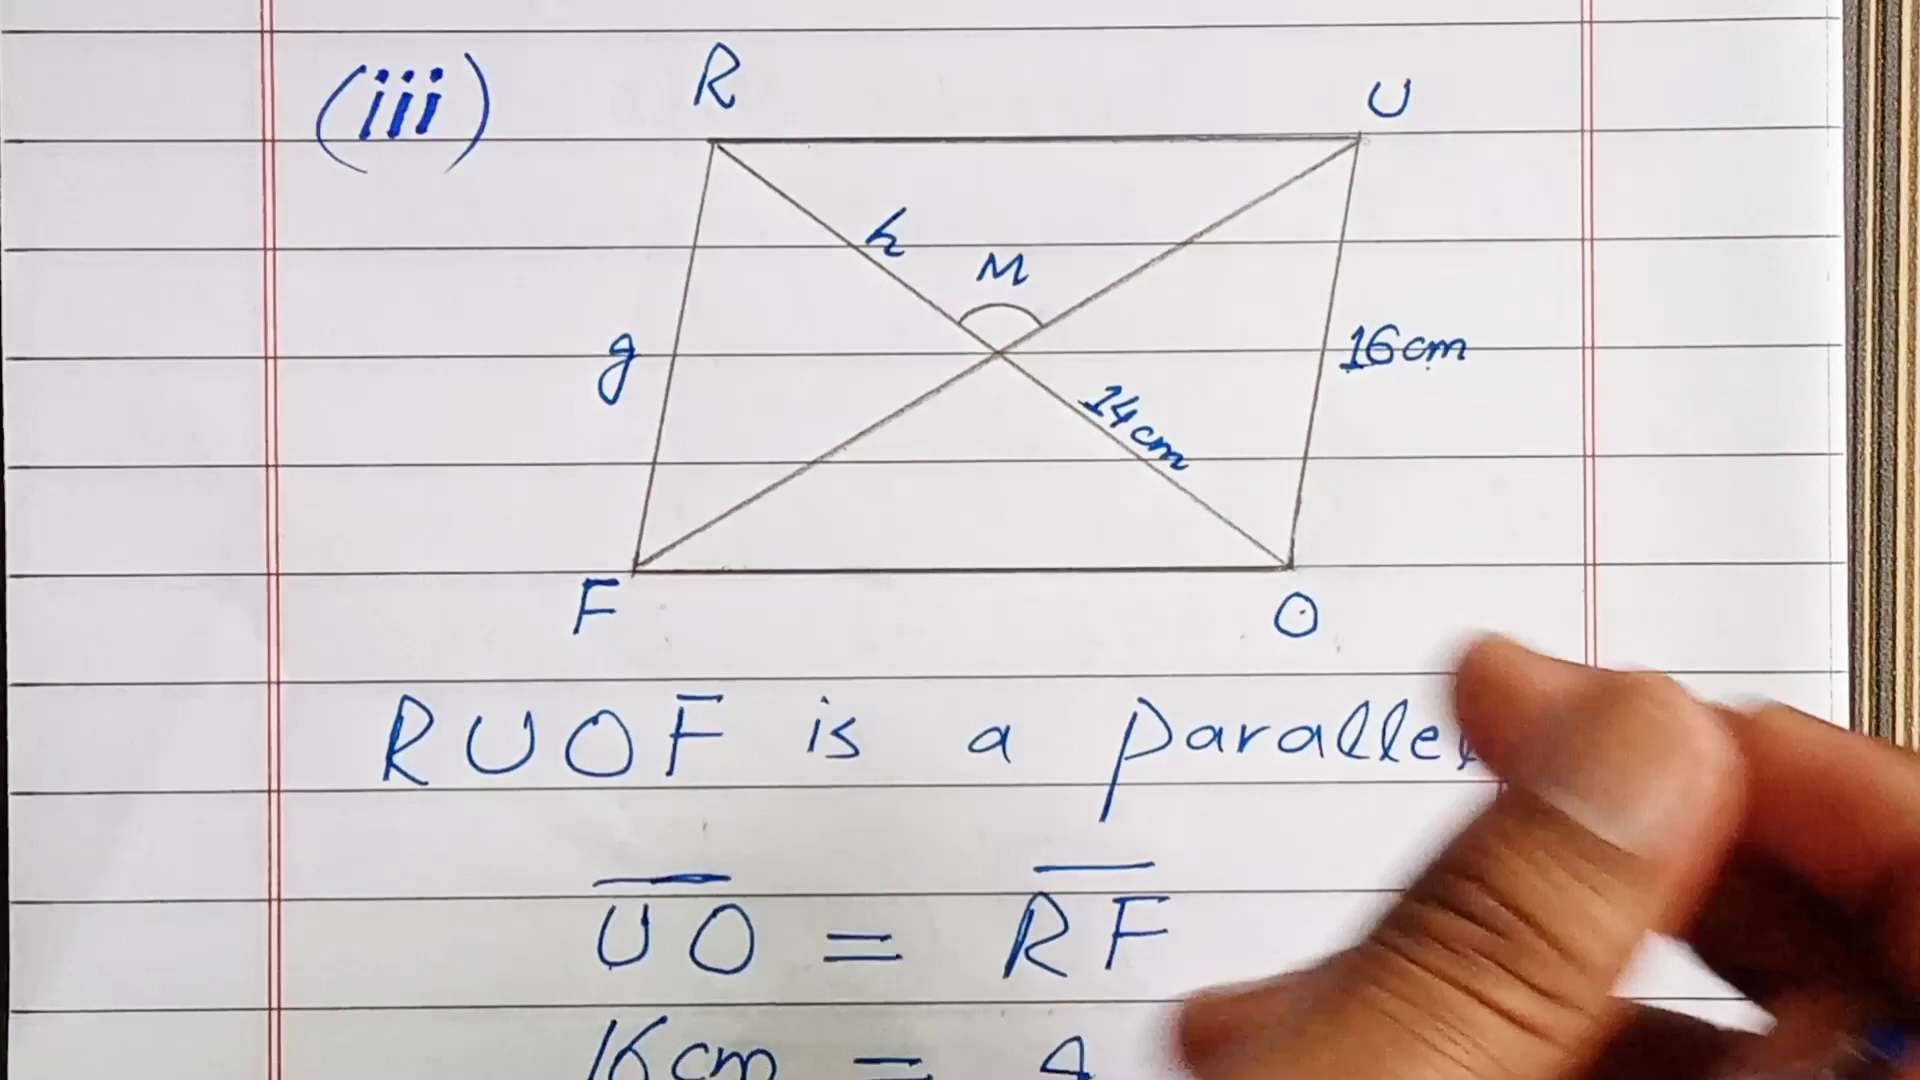 (iii)
R
U
h
M
g
16cm
14cm
F
O
RUOF is a parallel
UO = RF
16cm =